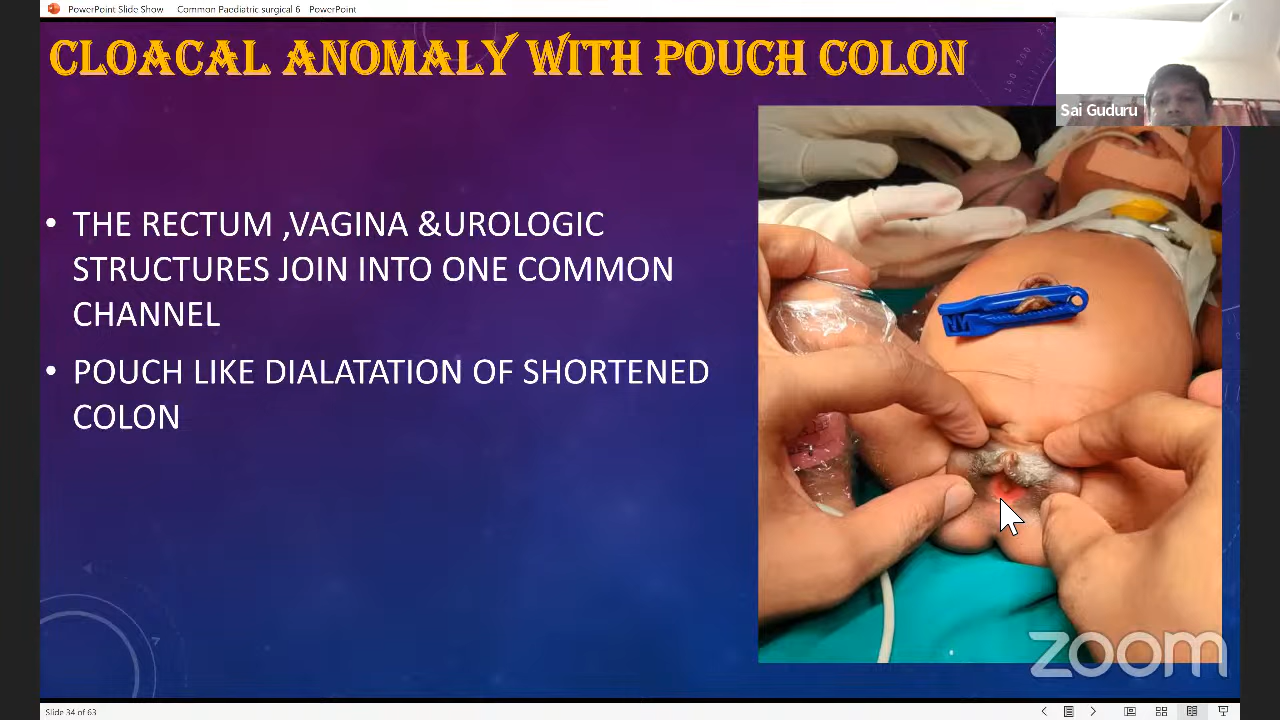 PowerPoint Slide Show - Common Paediatric surgical 6 - PowerPoint
CLOACAL ANOMALY WITH POUCH COLON
Sai Guduru
• THE RECTUM ,VAGINA &UROLOGIC
STRUCTURES JOIN INTO ONE COMMON
CHANNEL
• POUCH LIKE DIALATATION OF SHORTENED
COLON
zoom
Slide 34 of 63